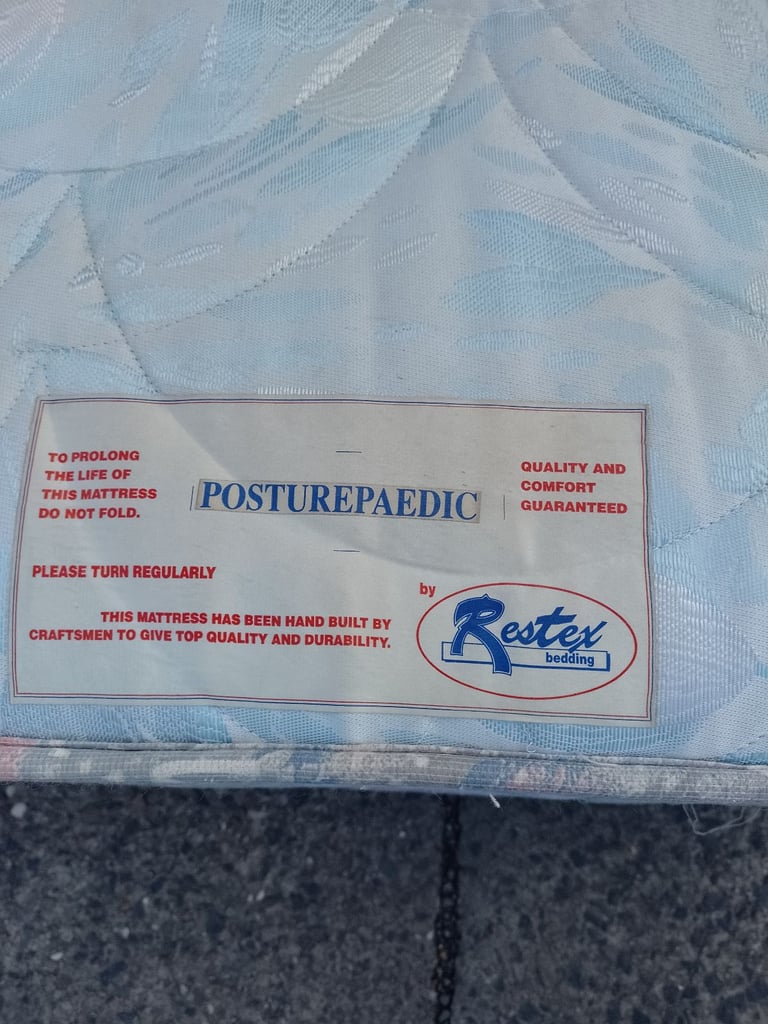 TO PROLONG
THE LIFE OF
THIS MATTRESS
DO NOT FOLD.
POSTUREPAEDIC
QUALITY AND
COMFORT
GUARANTEED
PLEASE TURN REGULARLY
THIS MATTRESS HAS BEEN HAND BUILT BY
CRAFTSMEN TO GIVE TOP QUALITY AND DURABILITY.
by
Restex
bedding